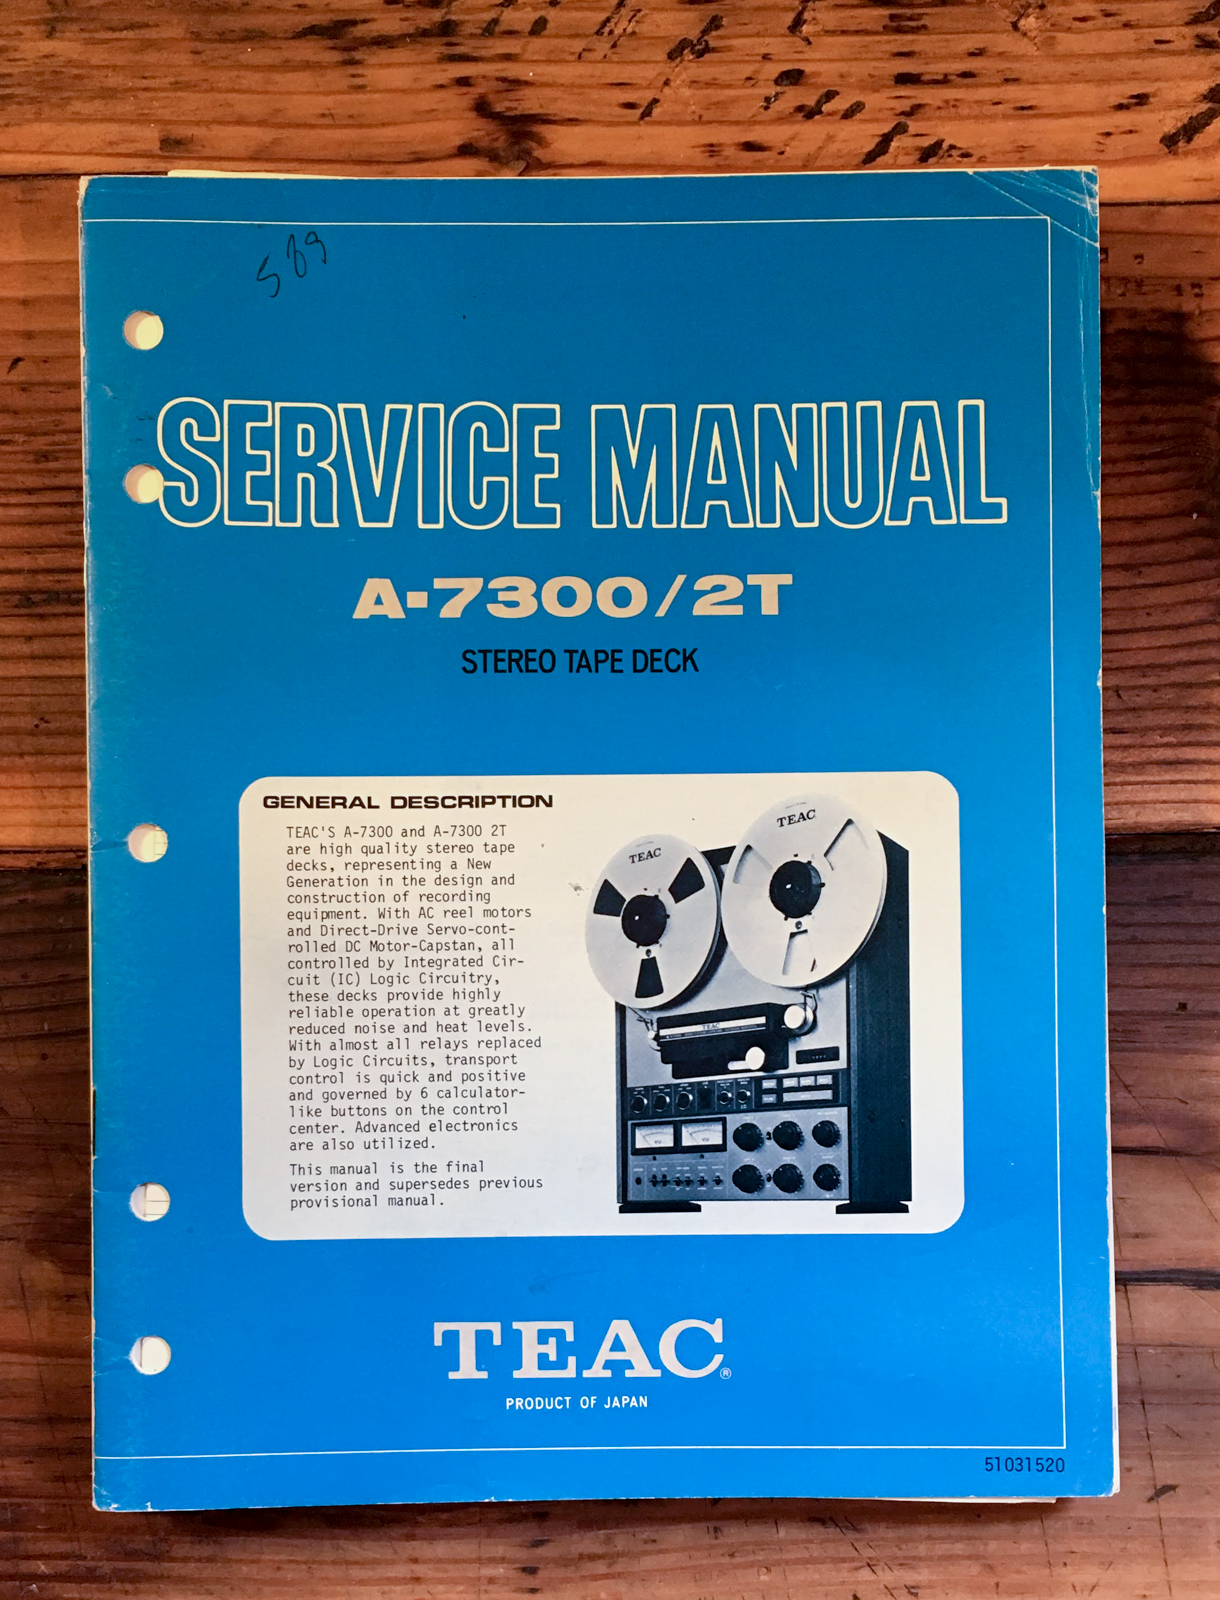 589
SERVICE MANUAL
A-7300/2T
STEREO TAPE DECK
GENERAL DESCRIPTION
TEAC'S A-7300 and A-7300 2T
are high quality stereo tape
decks, representing a New
Generation in the design and
construction of recording
equipment. With AC reel motors
and Direct-Drive Servo-cont-
rolled DC Motor-Capstan, all
controlled by Integrated Cir-
cuit (IC) Logic Circuitry,
these decks provide highly
reliable operation at greatly
reduced noise and heat levels.
With almost all relays replaced
by Logic Circuits, transport
control is quick and positive
and governed by 6 calculator-
like buttons on the control
center. Advanced electronics
are also utilized.
This manual is the final
version and supersedes previous
provisional manual.
TEAC
TEAC
TEAC
VU
VU
TEAC®
PRODUCT OF JAPAN
51031520